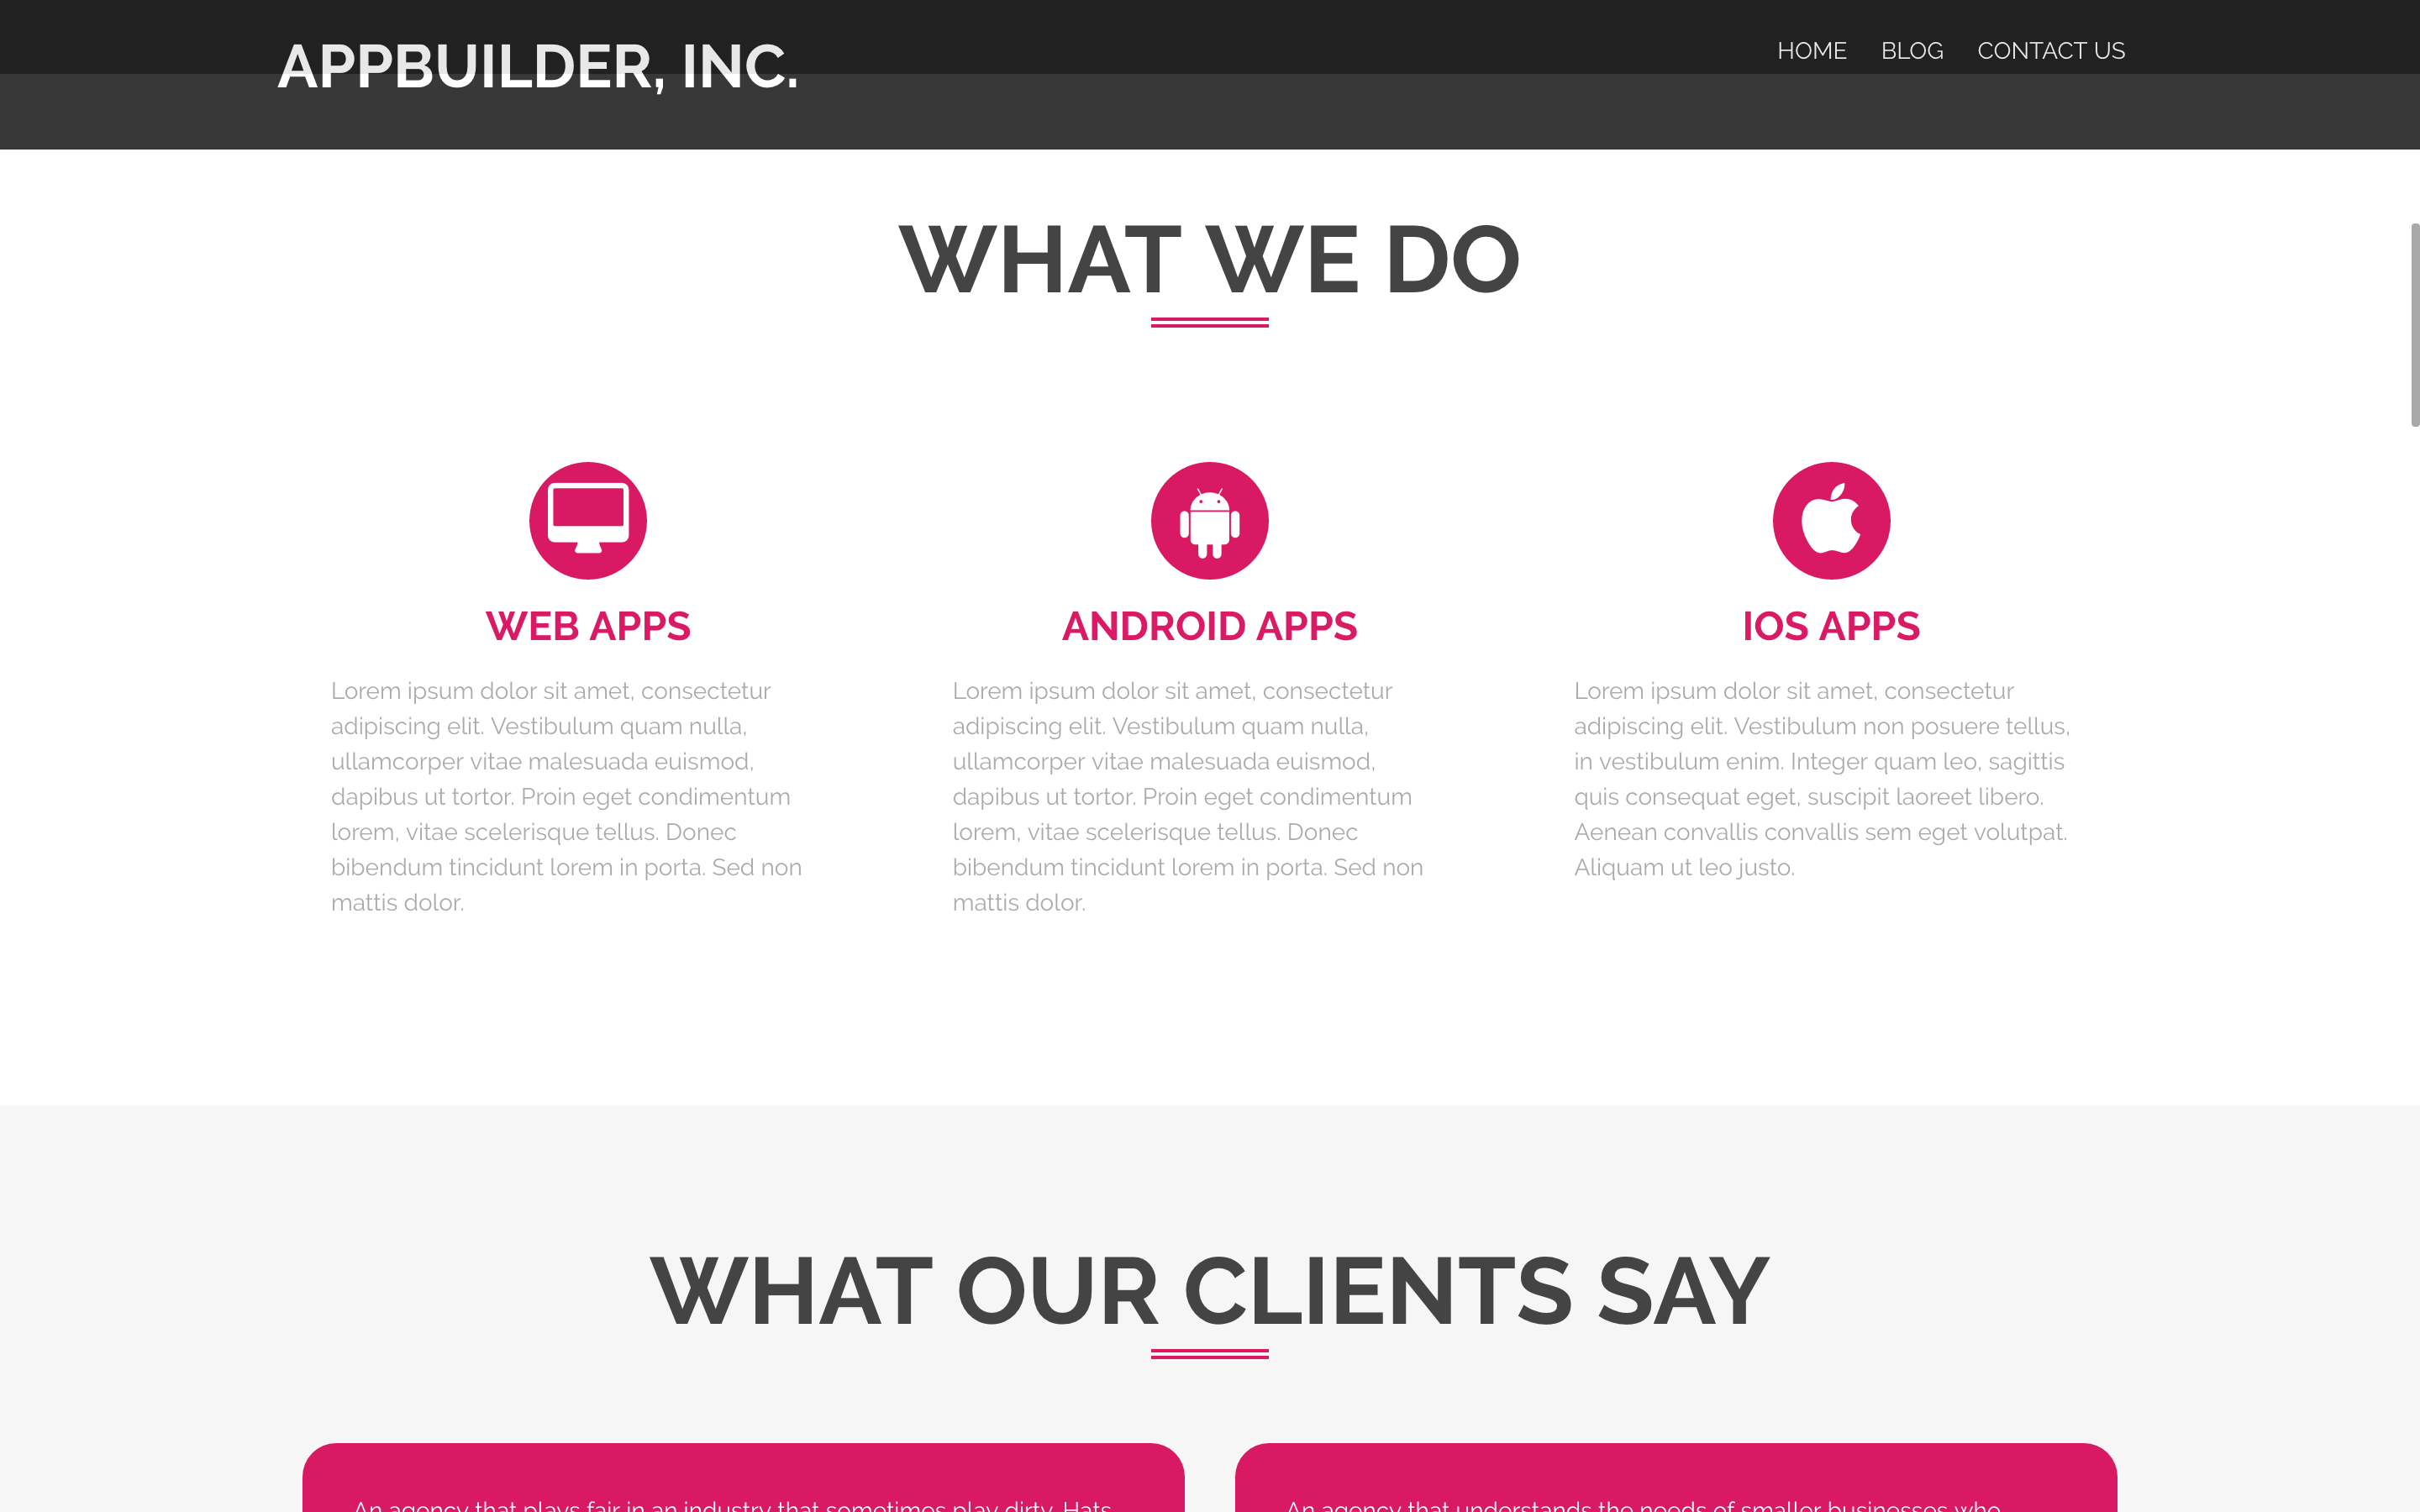 APPBUILDER, INC.
HOME BLOG CONTACT US
WHAT WE DO
WEB APPS
Lorem ipsum dolor sit amet, consectetur
adipiscing elit. Vestibulum quam nulla,
ullamcorper vitae malesuada euismod,
dapibus ut tortor. Proin eget condimentum
lorem, vitae scelerisque tellus. Donec
bibendum tincidunt lorem in porta. Sed non
mattis dolor.
ANDROID APPS
Lorem ipsum dolor sit amet, consectetur
adipiscing elit. Vestibulum quam nulla,
ullamcorper vitae malesuada euismod,
dapibus ut tortor. Proin eget condimentum
lorem, vitae scelerisque tellus. Donec
bibendum tincidunt lorem in porta. Sed non
mattis dolor.
IOS APPS
Lorem ipsum dolor sit amet, consectetur
adipiscing elit. Vestibulum non posuere tellus,
in vestibulum enim. Integer quam leo, sagittis
quis consequat eget, suscipit laoreet libero.
Aenean convallis convallis sem eget volutpat.
Aliquam ut leo justo.
WHAT OUR CLIENTS SAY
An agency that plays fair in an industry that sometimes play dirty. Hats
An agency that understands the needs of smaller businesses who